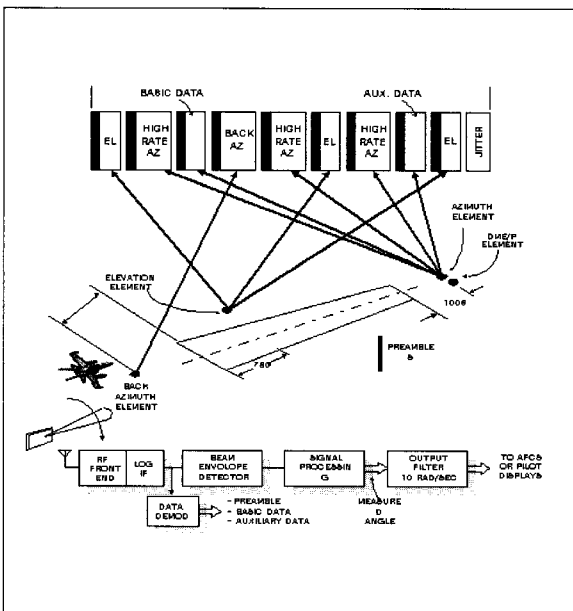 BASIC DATA
AUX. DATA
EL
HIGH
RATE
AZ
BACK
AZ
HIGH
RATE
AZ
EL
HIGH
RATE
AZ
EL
JITTER
AZIMUTH
ELEMENT
DME/P
ELEMENT
ELEVATION
ELEMENT
PREAMBLE
S
BACK
AZIMUTH
ELEMENT
RF
FRONT
END
LOG
IF
BEAM
ENVELOPE
DETECTOR
SIGNAL
PROCESSIN
G
OUTPUT
FILTER
10 RAD/SEC
TO AFCS
OR PILOT
DISPLAYS
DATA
DEMOD
- PREAMBLE
- BASIC DATA
- AUXILIARY DATA
MEASURE
D
ANGLE